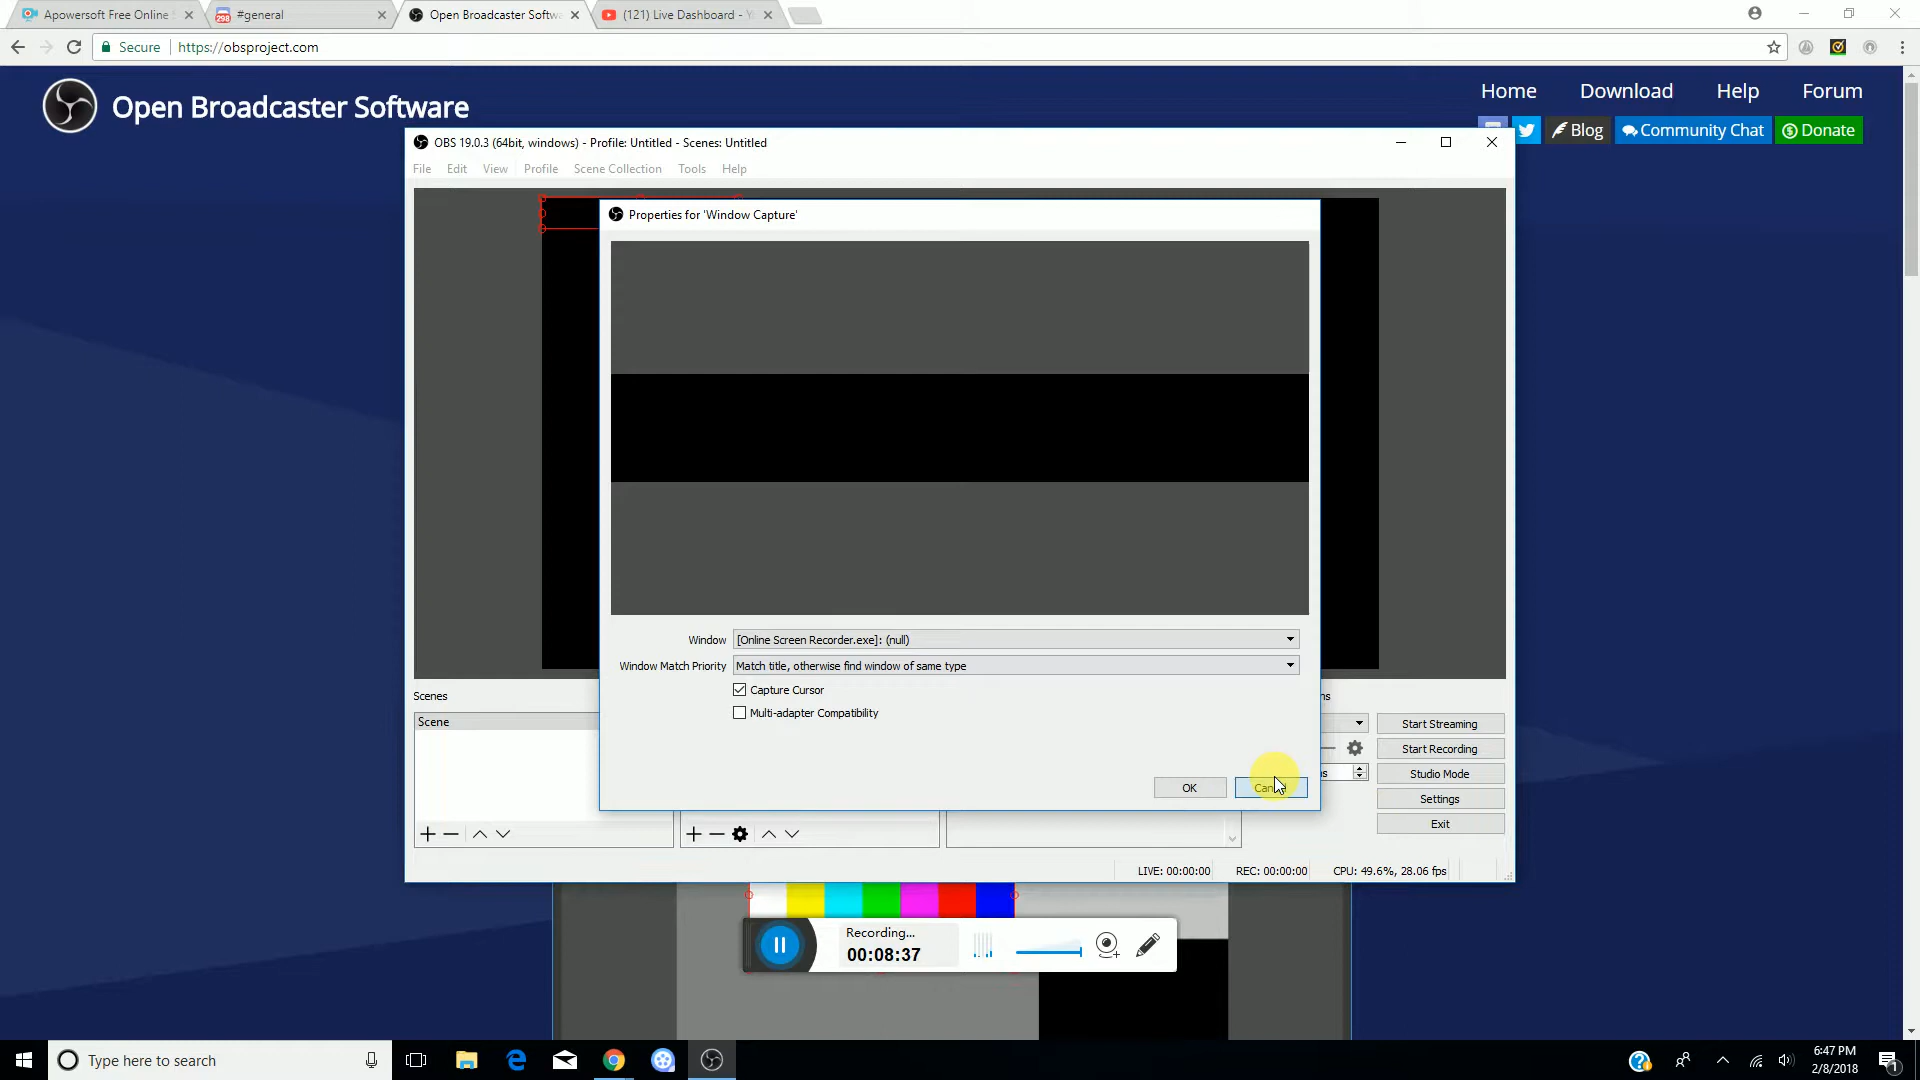 Apowersoft Free Online
298 #general
Open Broadcaster Softwa
(121) Live Dashboard - Y
Secure https://obsproject.com
Open Broadcaster Software
Home Download Help Forum
Blog Community Chat Donate
OBS 19.0.3 (64bit, windows) - Profile: Untitled - Scenes: Untitled
File Edit View Profile Scene Collection Tools Help
Properties for 'Window Capture'
Window [Online Screen Recorder.exe]: (null)
Window Match Priority Match title, otherwise find window of same type
Capture Cursor
Multi-adapter Compatibility
OK
Scenes
Scene
Start Streaming
Start Recording
Studio Mode
Settings
Exit
LIVE: 00:00:00 REC: 00:00:00 CPU: 49.6%, 28.06 fps
Recording...
00:08:37
Type here to search
6:47 PM
2/8/2018
1